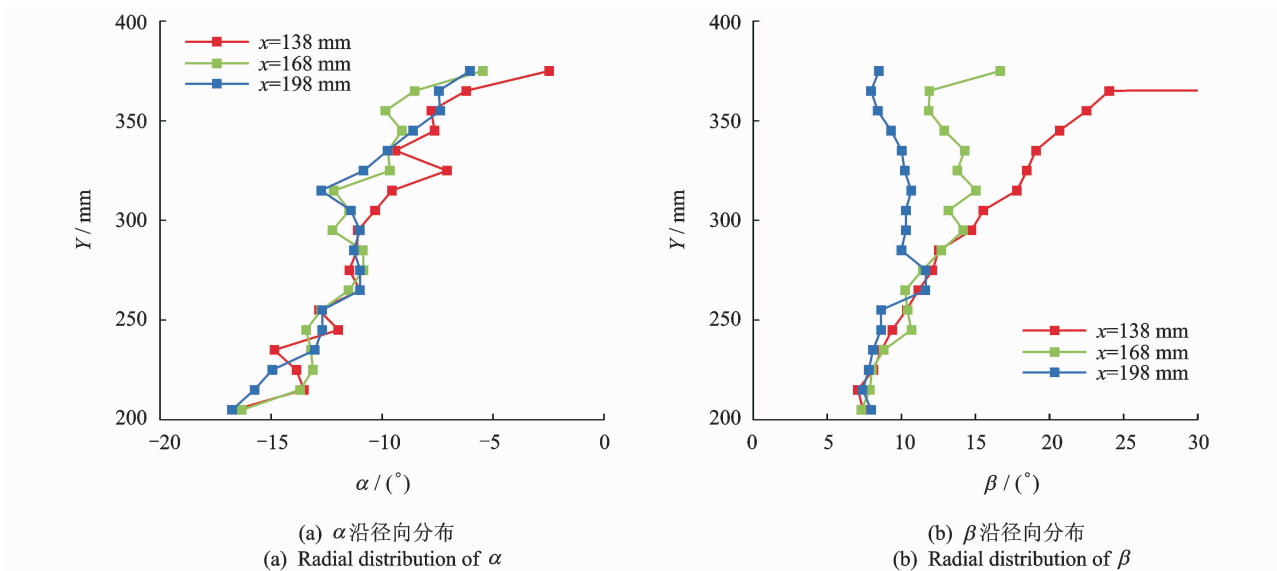 400
350
300
250
200
Y / mm
x=138 mm
x=168 mm
x=198 mm
−20
−15
−10
−5
0
α / (°)
(a) α沿径向分布
(a) Radial distribution of α
400
350
300
250
200
Y / mm
x=138 mm
x=168 mm
x=198 mm
0
5
10
15
20
25
30
β / (°)
(b) β沿径向分布
(b) Radial distribution of β